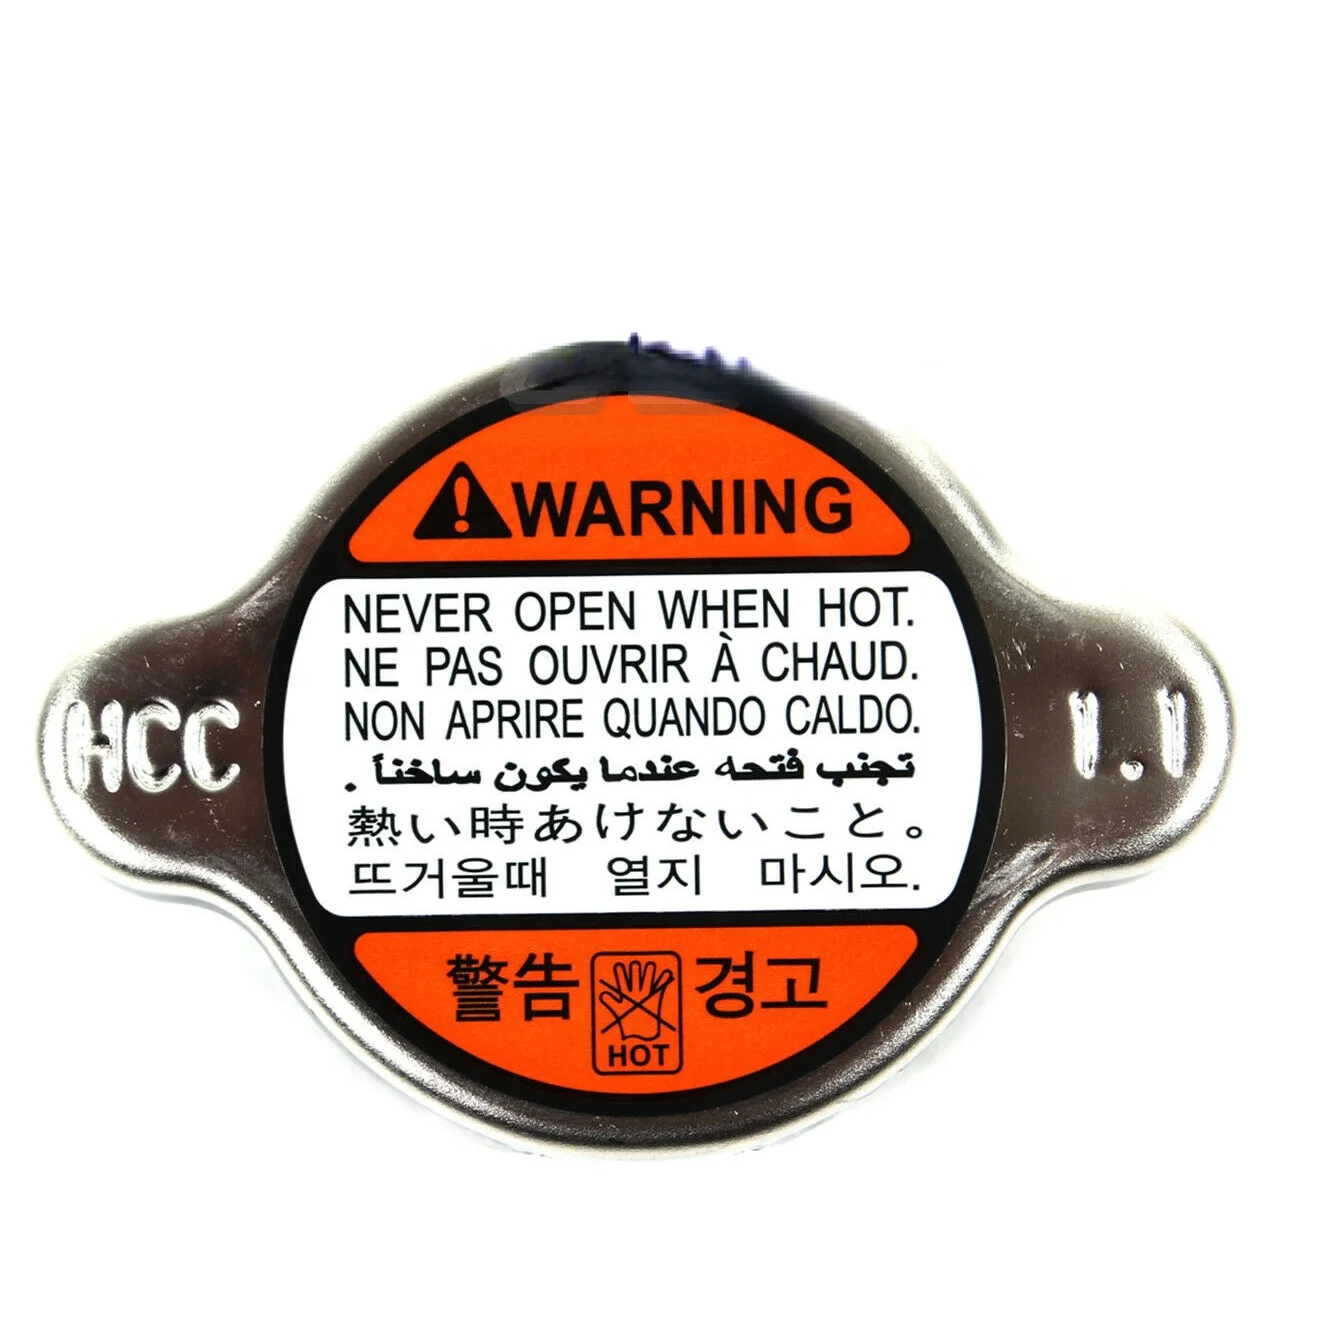 WARNING
NEVER OPEN WHEN HOT.
NE PAS OUVRIR À CHAUD.
NON APRIRE QUANDO CALDO.
تجنب فتحه عندما يكون ساخناً .
熱い時あけないこと。
뜨거울때 열지 마시오.
HCC
1.1
警告
경고
HOT